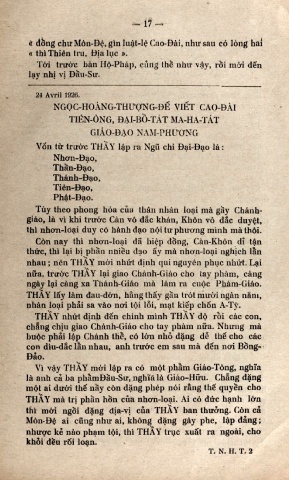 — 17 —
è đồng chư Môn-Đệ, gìn luật-lệ Cao-Đài, như sau có lòng hai
« thì Thiên tru, Địa lục ».
Tới trước bàn Hộ-Pháp, cũng thề như vậy, rồi mới đến
lạy nhị vị Đầu-Sư.
24 Avril 1926.
NGỌC-HOÀNG-THƯỢNG-ĐẾ VIẾT CAO-ĐÀI
TIÊN-ÔNG, ĐẠI-BỒ-TÁT MA-HA-TÁT
GIÁO-ĐẠO NAM-PHƯƠNG
Vốn từ trước THẦY lập ra Ngũ chi Đại-Đạo là :
Nhơn-Đạo,
Thần-Đạo,
Thánh-Đạo,
Tiên-Đạo,
Phật-Đạo.
Tùy theo phong hóa của thân nhân loại mà gầy Chánh-
giáo, là vì khi trước Càn vô đắc khán, Khôn vô đắc duyệt,
thì nhơn-loại duy có hành đạo nội tư phương mình mà thôi.
Còn nay thì nhơn-loại đã hiệp đồng, Càn-Khôn dĩ tận
thức, thì lại bị phần nhiều đạo ấy mà nhơn-loại nghịch lẫn
nhau ; nên THẦY mới nhứt định qui nguyên phục nhứt. Lại
nữa, trước THẦY lại giao Chánh-Giáo cho tay phàm, càng
ngày lại càng xa Thánh-Giáo mà làm ra cuộc Phàm-Giáo.
THẦY lấy làm đau-đớn, hằng thấy gần trót mười ngàn năm,
nhân loại phải sa vào nơi tội lỗi, mạt kiếp chốn A-Tỳ.
THẦY nhứt định đến chính mình THẦY độ rỗi các con,
chẳng chịu giao Chánh-Giáo cho tay phàm nữa. Nhưng mà
buộc phải lập Chánh thể, có lớn nhỏ đặng dễ thế cho các
con dìu-dắc lẫn nhau, anh trước em sau mà đến nơi Bồng-
Đảo.
Vì vậy THẦY mới lập ra có một phẩm Giáo-Tông, nghĩa
là anh cả ba phẩmĐầu-Sư, nghĩa là Giáo-Hữu. Chẳng đặng
một ai dưới thế nầy còn đặng phép nói rằng thế quyền cho
THẦY mà trị phần hồn của nhơn-loại. Ai có đức hạnh lớn
thì mới ngồi đặng địa-vị của THẦY ban thưởng. Còn cả
Môn-Đệ ai cũng như ai, không đặng gây phe, lập đảng ;
nhược kẻ nào phạm tội, thì THẦY trục xuất ra ngoài, cho
khỏi đều rối loạn.
T. N. H. T. 2